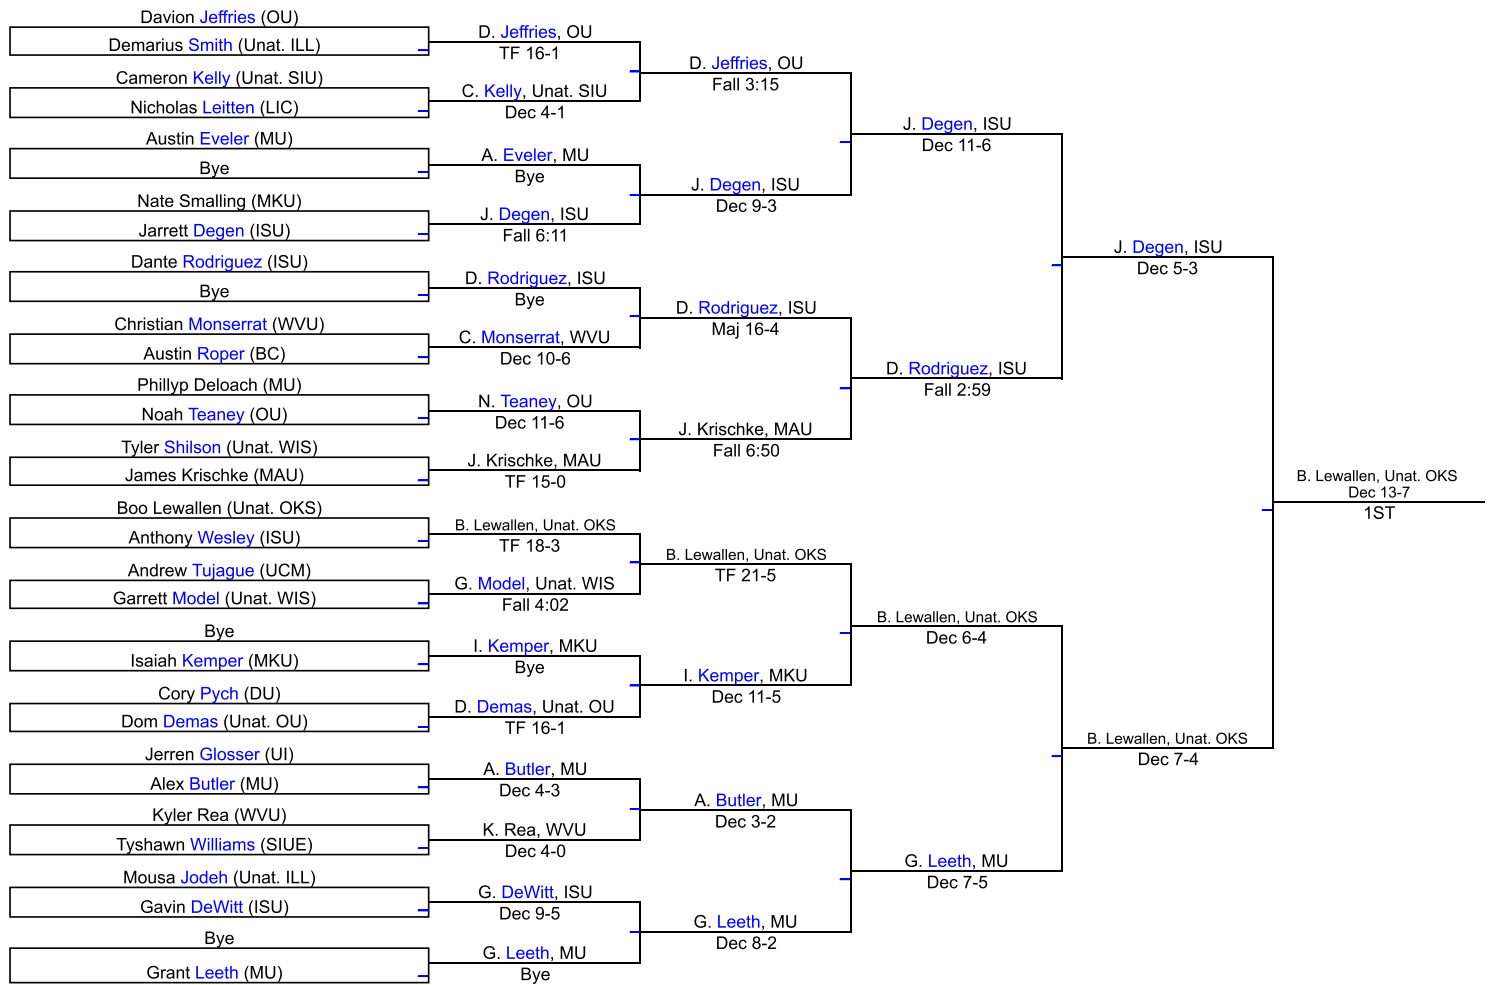 Davion Jeffries (OU)
Demarius Smith (Unat. ILL)
Cameron Kelly (Unat. SIU)
Nicholas Leitten (LIC)
Austin Eveler (MU)
Bye
Nate Smalling (MKU)
Jarrett Degen (ISU)
Dante Rodriguez (ISU)
Bye
Christian Monserrat (WVU)
Austin Roper (BC)
Phillyp Deloach (MU)
Noah Teaney (OU)
Tyler Shilson (Unat. WIS)
James Krischke (MAU)
Boo Lewallen (Unat. OKS)
Anthony Wesley (ISU)
Andrew Tujague (UCM)
Garrett Model (Unat. WIS)
Bye
Isaiah Kemper (MKU)
Cory Pych (DU)
Dom Demas (Unat. OU)
Jerren Glosser (UI)
Alex Butler (MU)
Kyler Rea (WVU)
Tyshawn Williams (SIUE)
Mousa Jodeh (Unat. ILL)
Gavin DeWitt (ISU)
Bye
Grant Leeth (MU)
D. Jeffries, OU
TF 16-1
C. Kelly, Unat. SIU
Dec 4-1
A. Eveler, MU
Bye
J. Degen, ISU
Fall 6:11
D. Rodriguez, ISU
Bye
C. Monserrat, WVU
Dec 10-6
N. Teaney, OU
Dec 11-6
J. Krischke, MAU
TF 15-0
B. Lewallen, Unat. OKS
TF 18-3
G. Model, Unat. WIS
Fall 4:02
I. Kemper, MKU
Bye
D. Demas, Unat. OU
TF 16-1
A. Butler, MU
Dec 4-3
K. Rea, WVU
Dec 4-0
G. DeWitt, ISU
Dec 9-5
G. Leeth, MU
Bye
D. Jeffries, OU
Fall 3:15
J. Degen, ISU
Dec 9-3
D. Rodriguez, ISU
Maj 16-4
J. Krischke, MAU
Fall 6:50
B. Lewallen, Unat. OKS
TF 21-5
I. Kemper, MKU
Dec 11-5
A. Butler, MU
Dec 3-2
G. Leeth, MU
Dec 8-2
J. Degen, ISU
Dec 11-6
D. Rodriguez, ISU
Fall 2:59
B. Lewallen, Unat. OKS
Dec 6-4
G. Leeth, MU
Dec 7-5
J. Degen, ISU
Dec 5-3
B. Lewallen, Unat. OKS
Dec 7-4
B. Lewallen, Unat. OKS
Dec 13-7
1ST